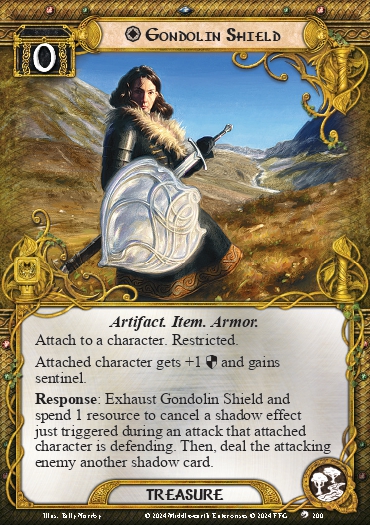 Gondolin Shield
0
Artifact. Item. Armor.
Attach to a character. Restricted.
Attached character gets +1 and gains
sentinel.
Response: Exhaust Gondolin Shield and
spend 1 resource to cancel a shadow effect
just triggered during an attack that attached
character is defending. Then, deal the attacking
enemy another shadow card.
TREASURE
Illus.
© 2024 Middle-earth Enterprises © 2024 FFG
200